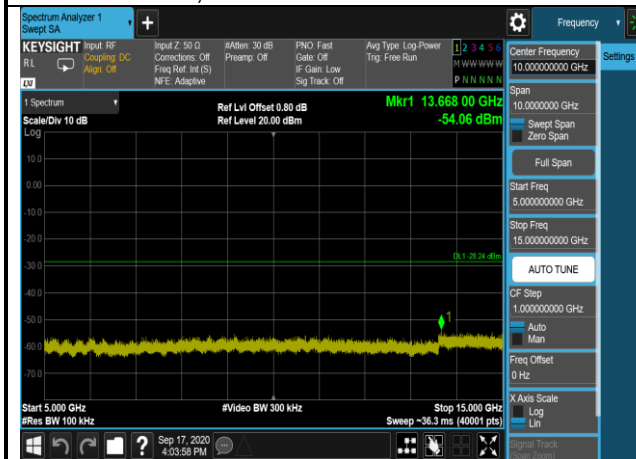 Spectrum Analyzer 1
Swept SA
+
Frequency
KEYSIGHT
RL
LXI
Input: RF
Coupling: DC
Align: Off
Input Z: 50 Ω
Corrections: Off
Freq Ref: Int (S)
NFE: Adaptive
#Atten: 30 dB
Preamp: Off
PNO: Fast
Gate: Off
IF Gain: Low
Sig Track: Off
Avg Type: Log-Power
Trig: Free Run
1 2 3 4 5 6
M W W W W W
P N N N N N
1 Spectrum
Scale/Div 10 dB
Ref Lvl Offset 0.80 dB
Ref Level 20.00 dBm
Mkr1 13.668 00 GHz
-54.06 dBm
Log
10.0
0.00
-10.0
-20.0
DL1 -28.24 dBm
-30.0
-40.0
-50.0
1
-60.0
-70.0
Start 5.000 GHz
#Res BW 100 kHz
#Video BW 300 kHz
Stop 15.000 GHz
Sweep ~36.3 ms (40001 pts)
?
Sep 17, 2020
4:03:58 PM
Center Frequency
10.000000000 GHz
Settings
Span
10.0000000 GHz
Swept Span
Zero Span
Full Span
Start Freq
5.000000000 GHz
Stop Freq
15.000000000 GHz
AUTO TUNE
CF Step
1.000000000 GHz
Auto
Man
Freq Offset
0 Hz
X Axis Scale
Log
Lin
Signal Track
(Span Zoom)